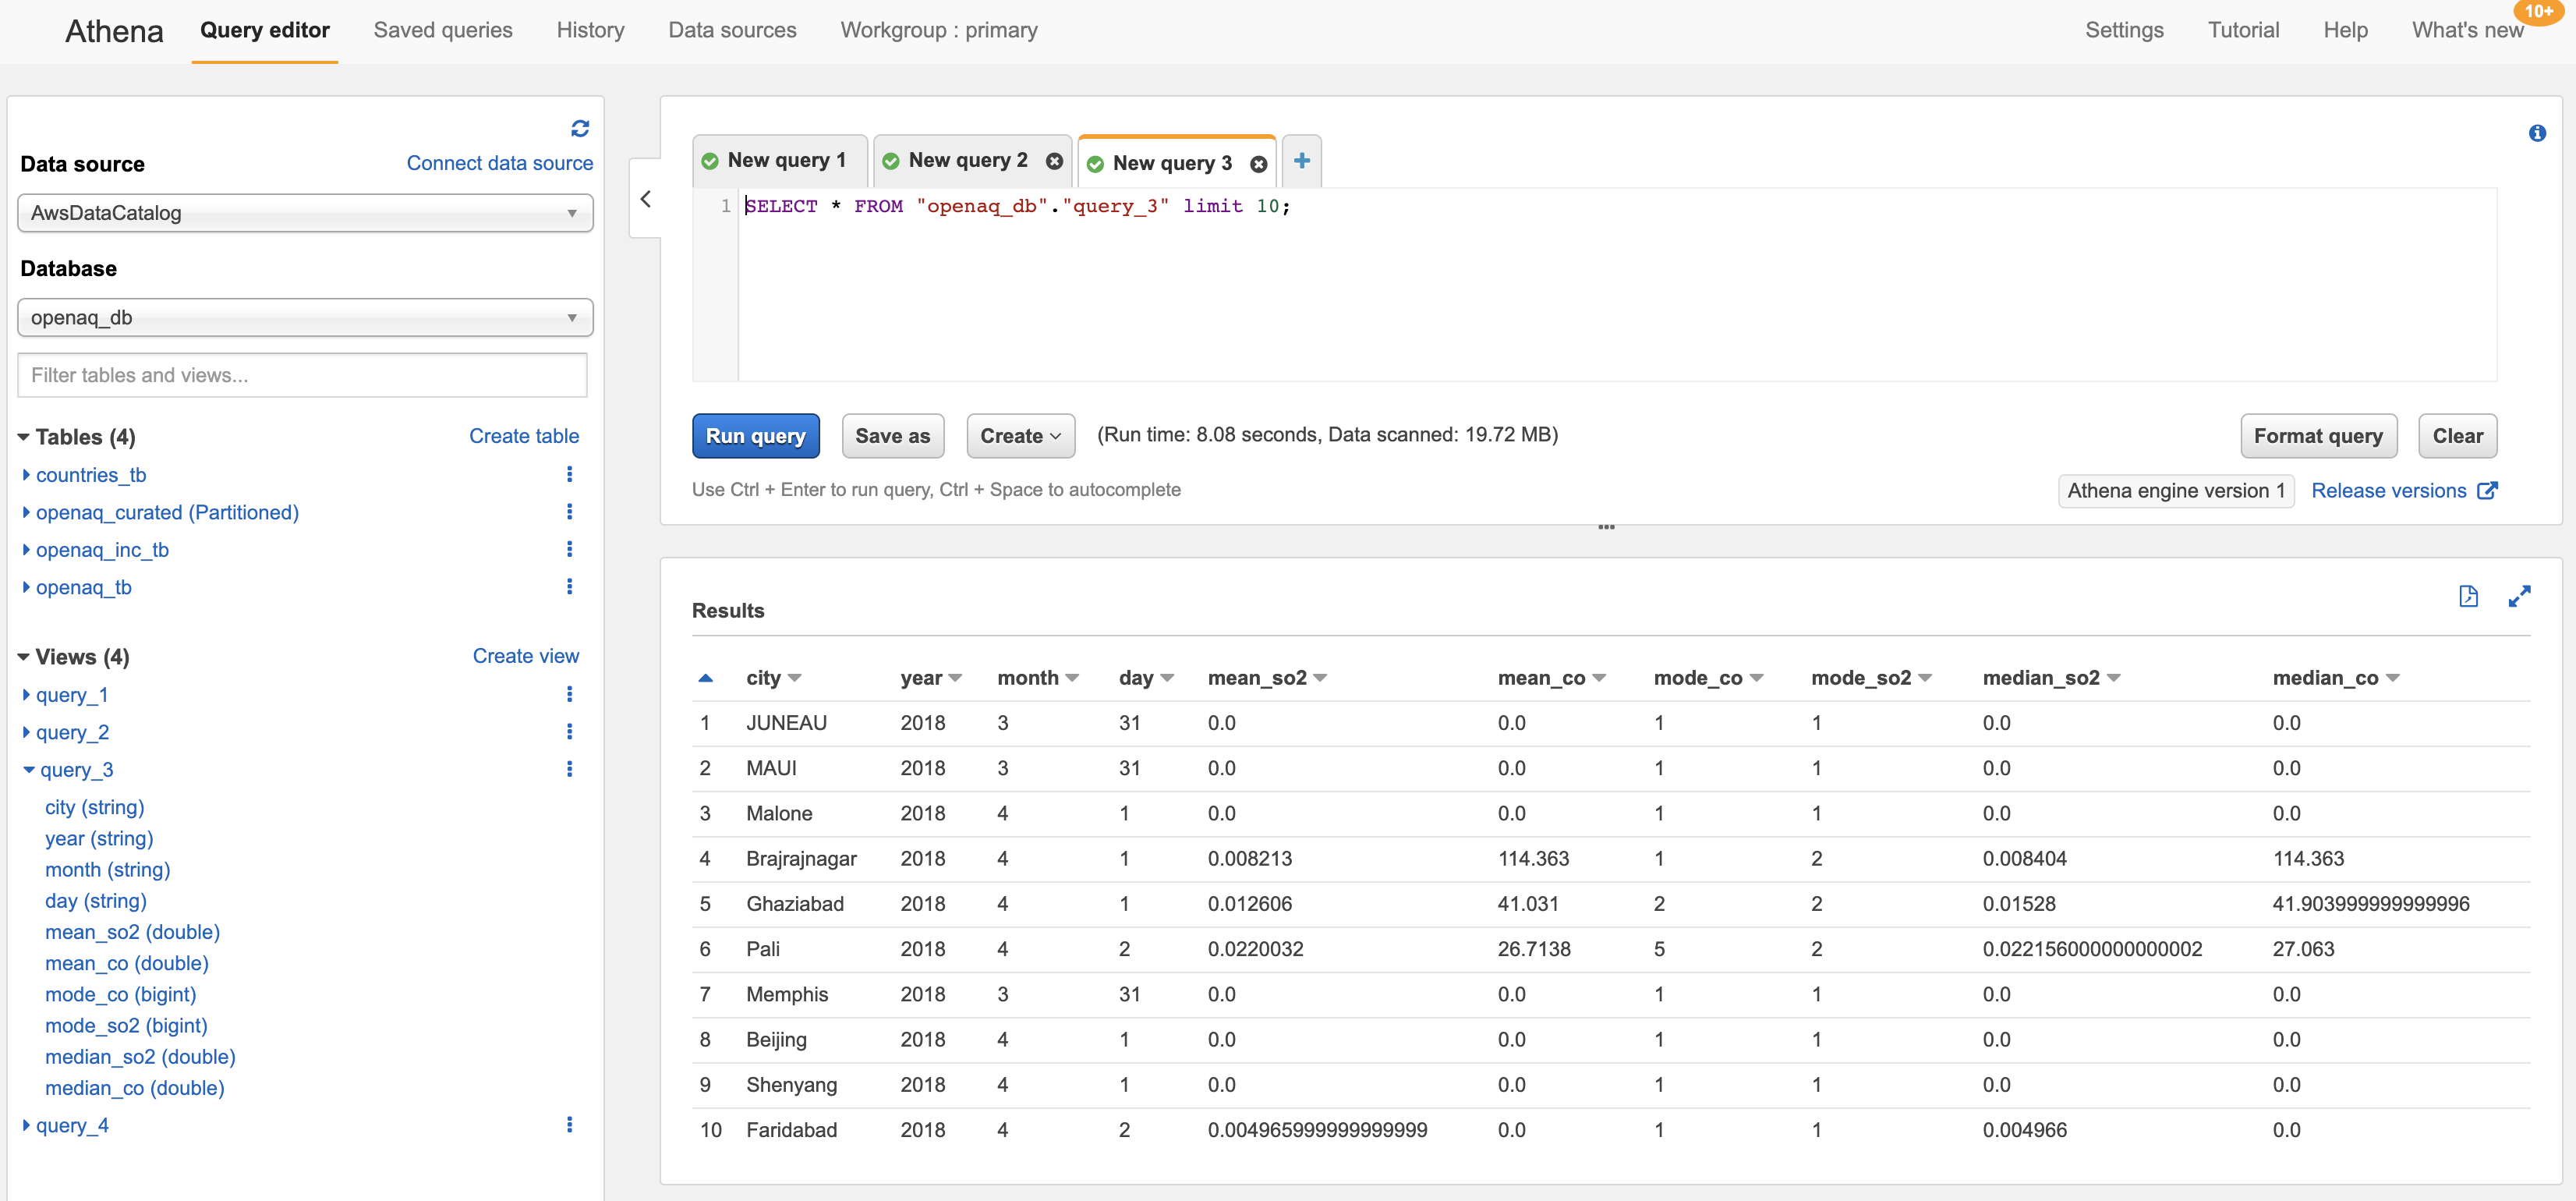 Athena Query editor Saved queries History Data sources Workgroup : primary Settings Tutorial Help What's new 10+
Data source Connect data source
AwsDataCatalog
Database
openaq_db
Filter tables and views...
Tables (4) Create table
countries_tb
openaq_curated (Partitioned)
openaq_inc_tb
openaq_tb
Views (4) Create view
query_1
query_2
query_3
city (string)
year (string)
month (string)
day (string)
mean_so2 (double)
mean_co (double)
mode_co (bigint)
mode_so2 (bigint)
median_so2 (double)
median_co (double)
query_4
New query 1 New query 2 New query 3
1 SELECT * FROM "openaq_db"."query_3" limit 10;
Run query Save as Create (Run time: 8.08 seconds, Data scanned: 19.72 MB) Format query Clear
Use Ctrl + Enter to run query, Ctrl + Space to autocomplete Athena engine version 1 Release versions
Results
city year month day mean_so2 mean_co mode_co mode_so2 median_so2 median_co
1 JUNEAU 2018 3 31 0.0 0.0 1 1 0.0 0.0
2 MAUI 2018 3 31 0.0 0.0 1 1 0.0 0.0
3 Malone 2018 4 1 0.0 0.0 1 1 0.0 0.0
4 Brajrajnagar 2018 4 1 0.008213 114.363 1 2 0.008404 114.363
5 Ghaziabad 2018 4 1 0.012606 41.031 2 2 0.01528 41.903999999999996
6 Pali 2018 4 2 0.0220032 26.7138 5 2 0.022156000000000002 27.063
7 Memphis 2018 3 31 0.0 0.0 1 1 0.0 0.0
8 Beijing 2018 4 1 0.0 0.0 1 1 0.0 0.0
9 Shenyang 2018 4 1 0.0 0.0 1 1 0.0 0.0
10 Faridabad 2018 4 2 0.004965999999999999 0.0 1 1 0.004966 0.0